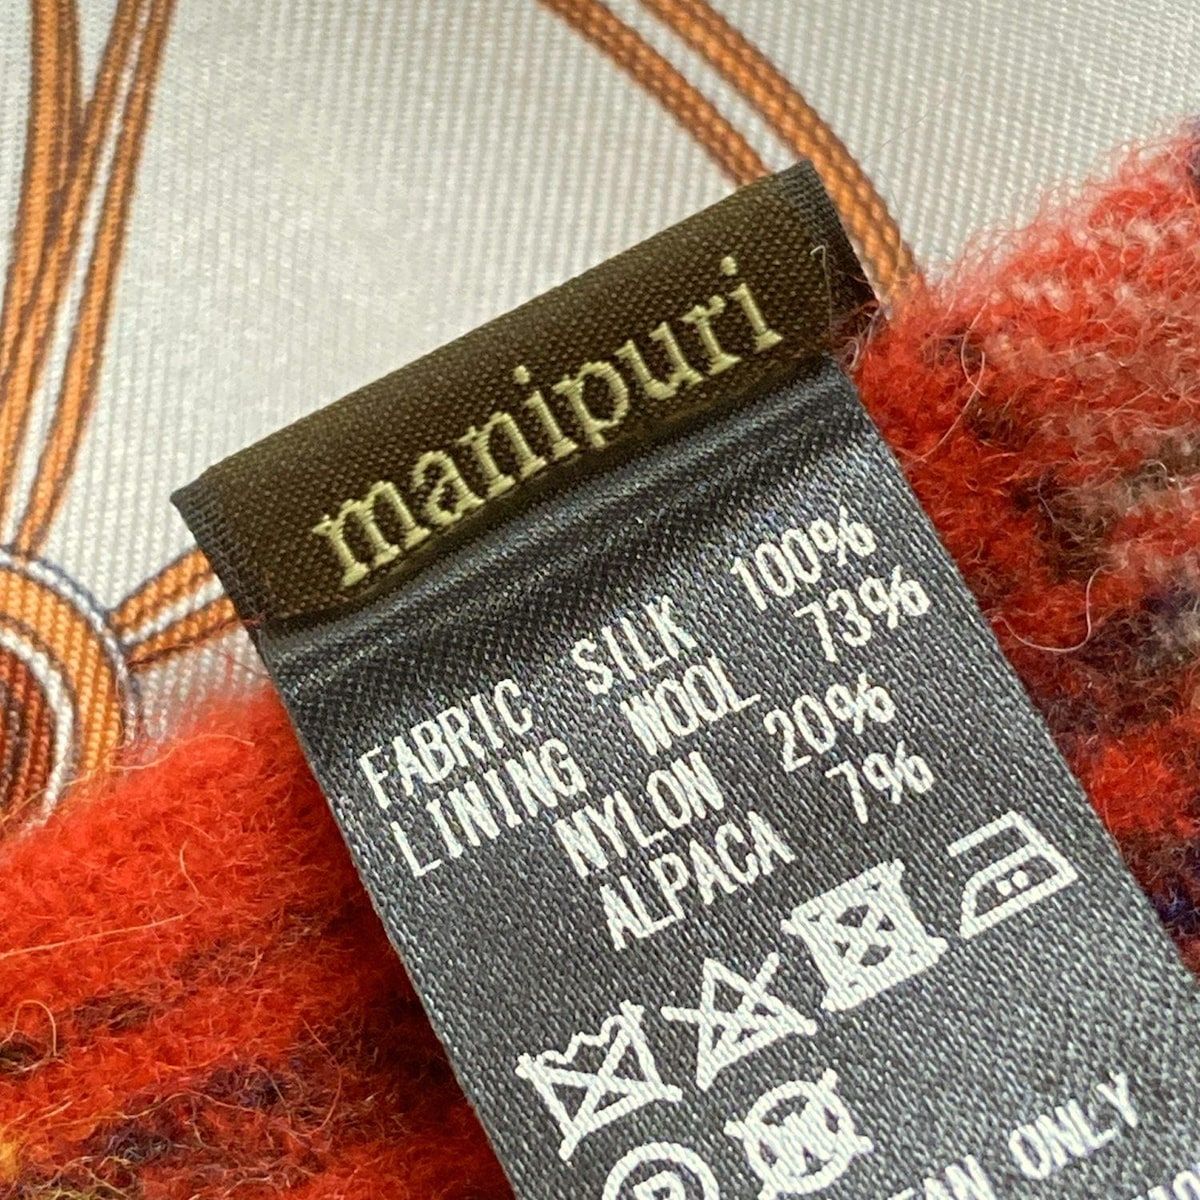 manipuri
FABRIC SILK 100%
LINING WOOL 73%
NYLON 20%
ALPACA 7%
P W
ONLY